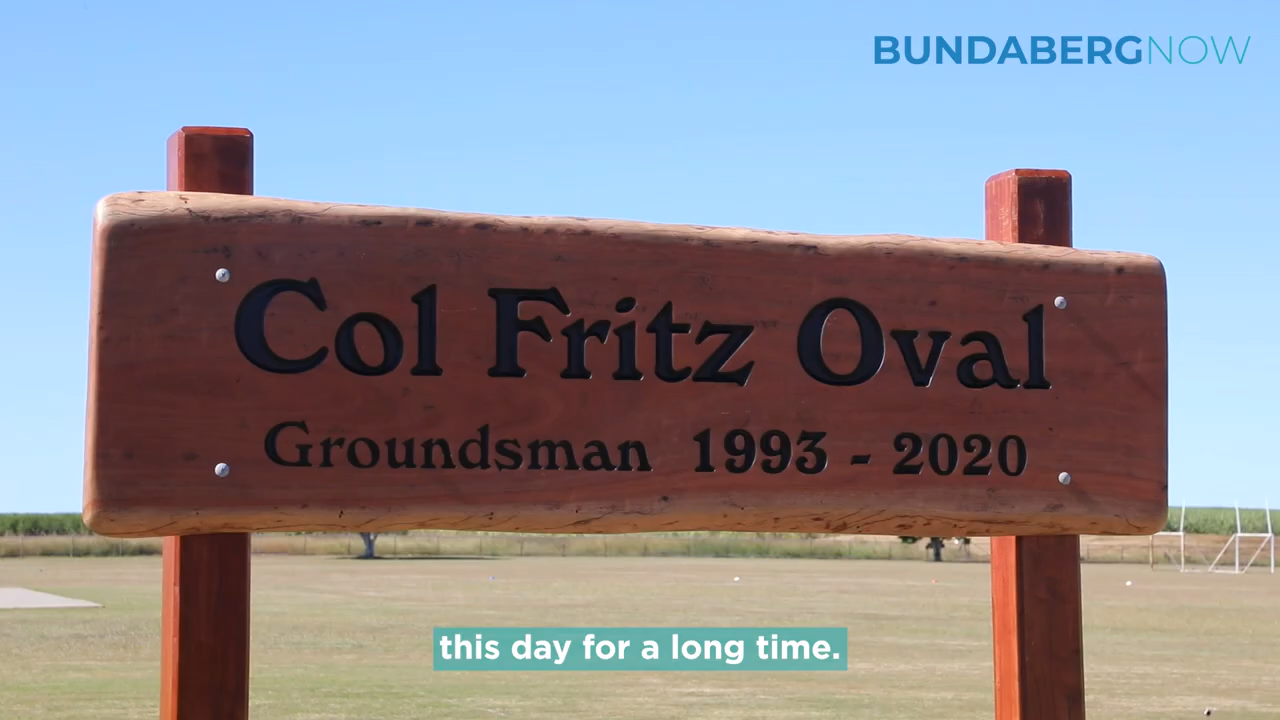 BUNDABERGNOW
Col Fritz Oval
Groundsman 1993 - 2020
this day for a long time.